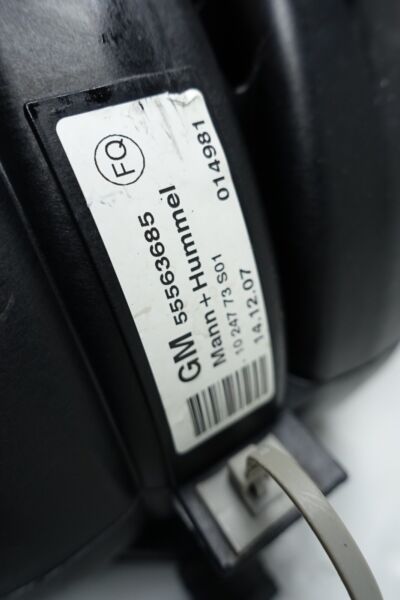 FQ
GM 55563685
Mann+Hummel 014981
10 247 73 S01
14.12.07